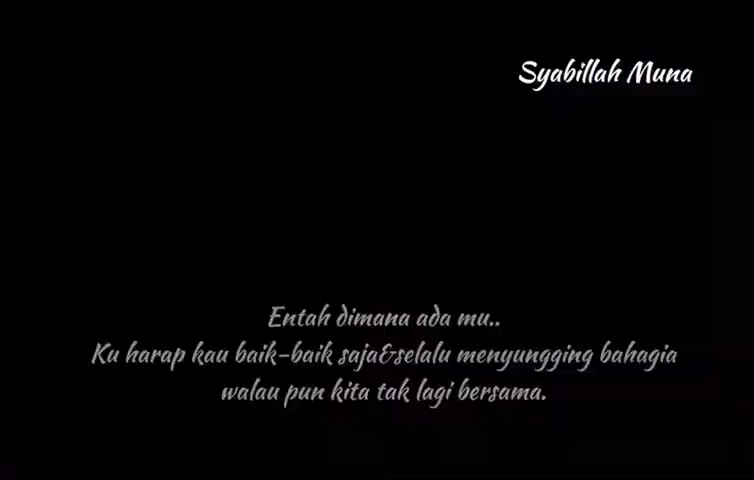 Syabillah Muna
Entah dimana ada mu..
Ku harap kau baik-baik saja&selalu menyungging bahagia
walau pun kita tak lagi bersama.